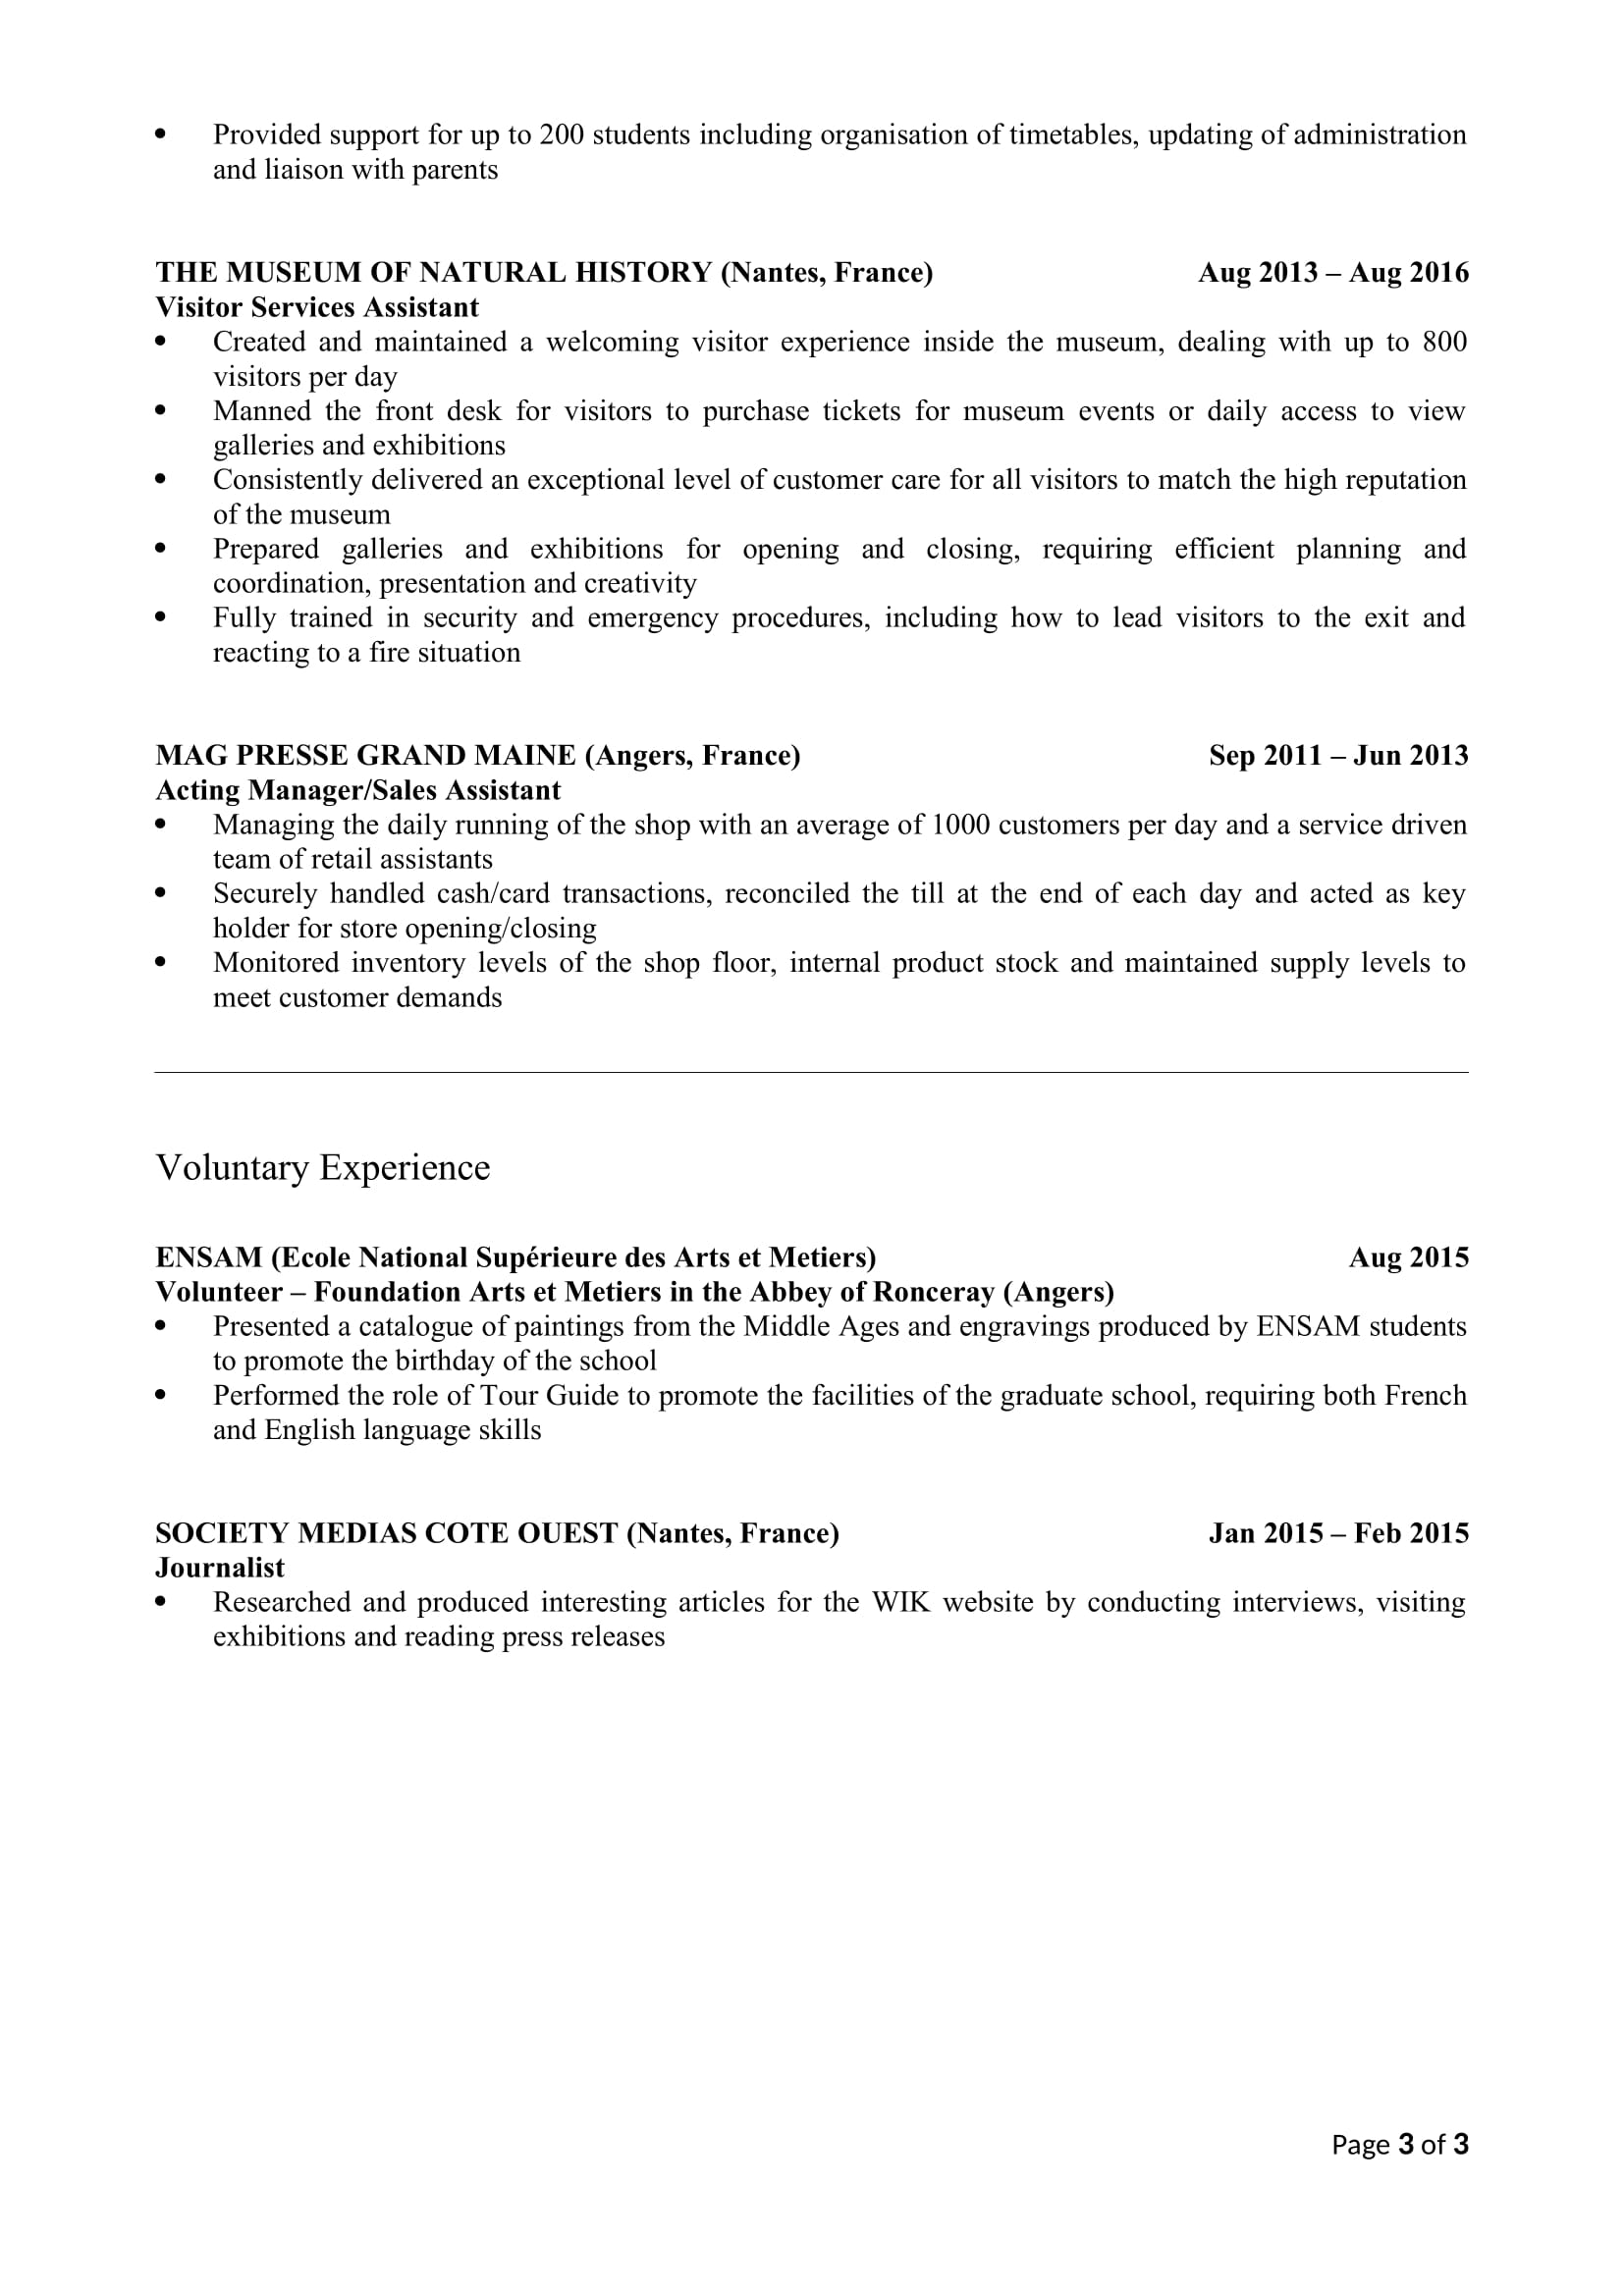 • Provided support for up to 200 students including organisation of timetables, updating of administration
and liaison with parents
THE MUSEUM OF NATURAL HISTORY (Nantes, France) Aug 2013 – Aug 2016
Visitor Services Assistant
• Created and maintained a welcoming visitor experience inside the museum, dealing with up to 800
visitors per day
• Manned the front desk for visitors to purchase tickets for museum events or daily access to view
galleries and exhibitions
• Consistently delivered an exceptional level of customer care for all visitors to match the high reputation
of the museum
• Prepared galleries and exhibitions for opening and closing, requiring efficient planning and
coordination, presentation and creativity
• Fully trained in security and emergency procedures, including how to lead visitors to the exit and
reacting to a fire situation
MAG PRESSE GRAND MAINE (Angers, France) Sep 2011 – Jun 2013
Acting Manager/Sales Assistant
• Managing the daily running of the shop with an average of 1000 customers per day and a service driven
team of retail assistants
• Securely handled cash/card transactions, reconciled the till at the end of each day and acted as key
holder for store opening/closing
• Monitored inventory levels of the shop floor, internal product stock and maintained supply levels to
meet customer demands
Voluntary Experience
ENSAM (Ecole National Supérieure des Arts et Metiers) Aug 2015
Volunteer – Foundation Arts et Metiers in the Abbey of Ronceray (Angers)
• Presented a catalogue of paintings from the Middle Ages and engravings produced by ENSAM students
to promote the birthday of the school
• Performed the role of Tour Guide to promote the facilities of the graduate school, requiring both French
and English language skills
SOCIETY MEDIAS COTE OUEST (Nantes, France) Jan 2015 – Feb 2015
Journalist
• Researched and produced interesting articles for the WIK website by conducting interviews, visiting
exhibitions and reading press releases
Page 3 of 3